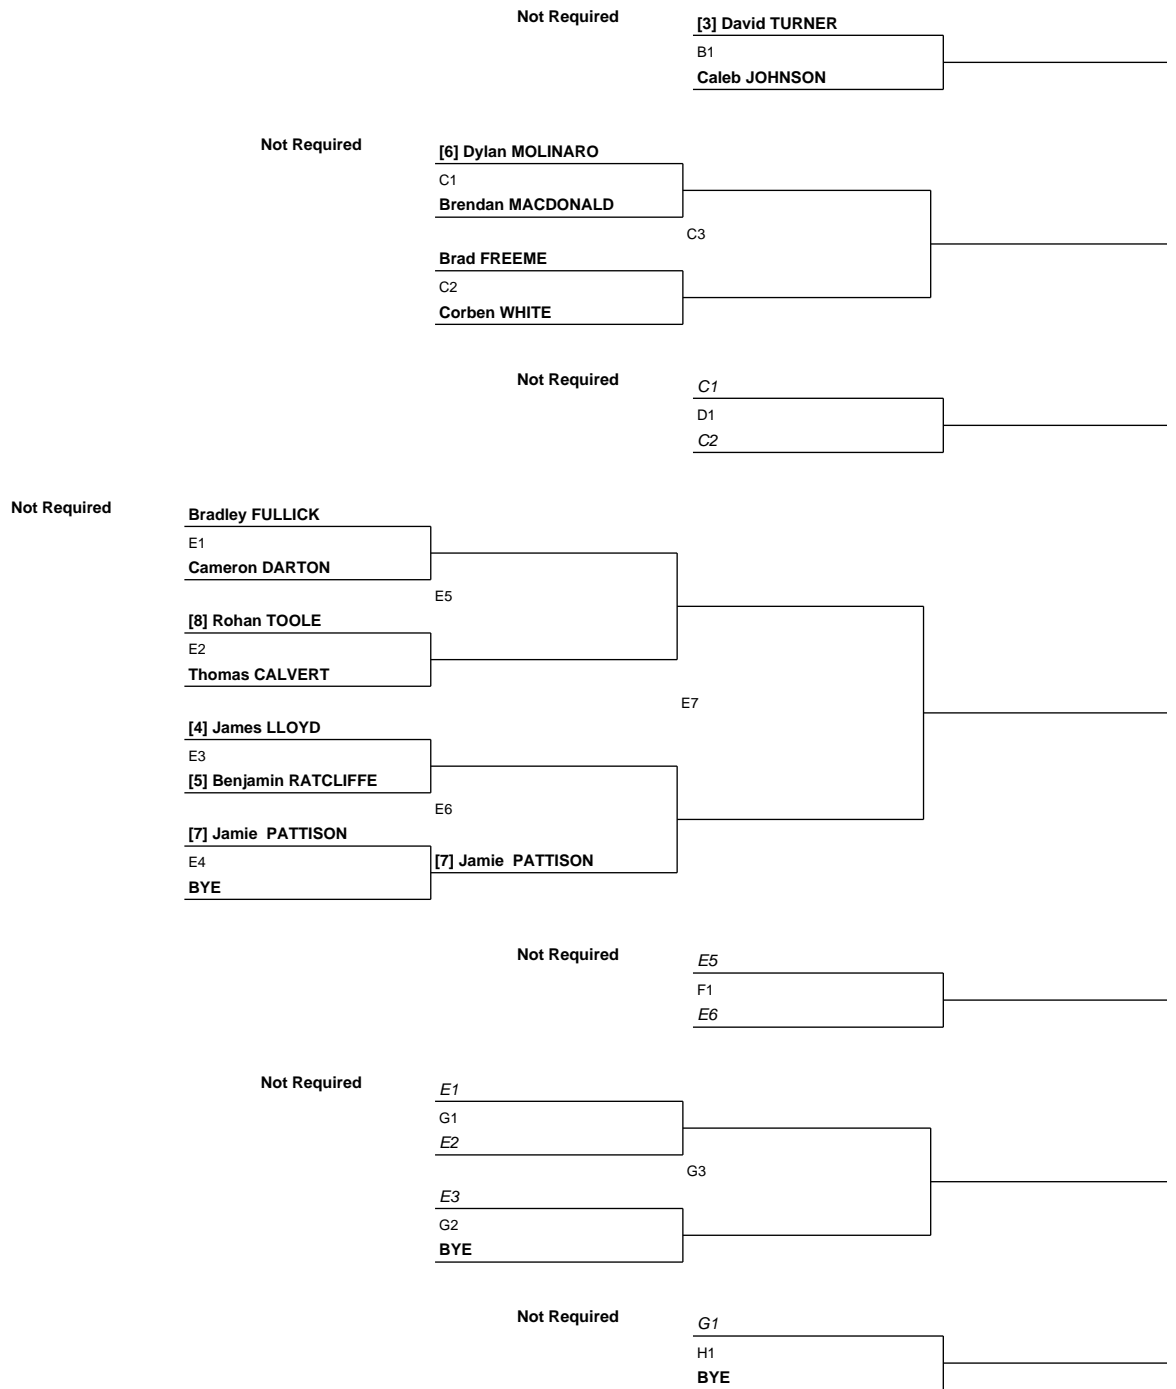 Not Required
[3] David TURNER
B1
Caleb JOHNSON
Not Required
[6] Dylan MOLINARO
C1
Brendan MACDONALD
C3
Brad FREEME
C2
Corben WHITE
Not Required
C1
D1
C2
Not Required
Bradley FULLICK
E1
Cameron DARTON
E5
[8] Rohan TOOLE
E2
Thomas CALVERT
E7
[4] James LLOYD
E3
[5] Benjamin RATCLIFFE
E6
[7] Jamie  PATTISON
E4
[7] Jamie  PATTISON
BYE
Not Required
E5
F1
E6
Not Required
E1
G1
E2
G3
E3
G2
BYE
Not Required
G1
H1
BYE